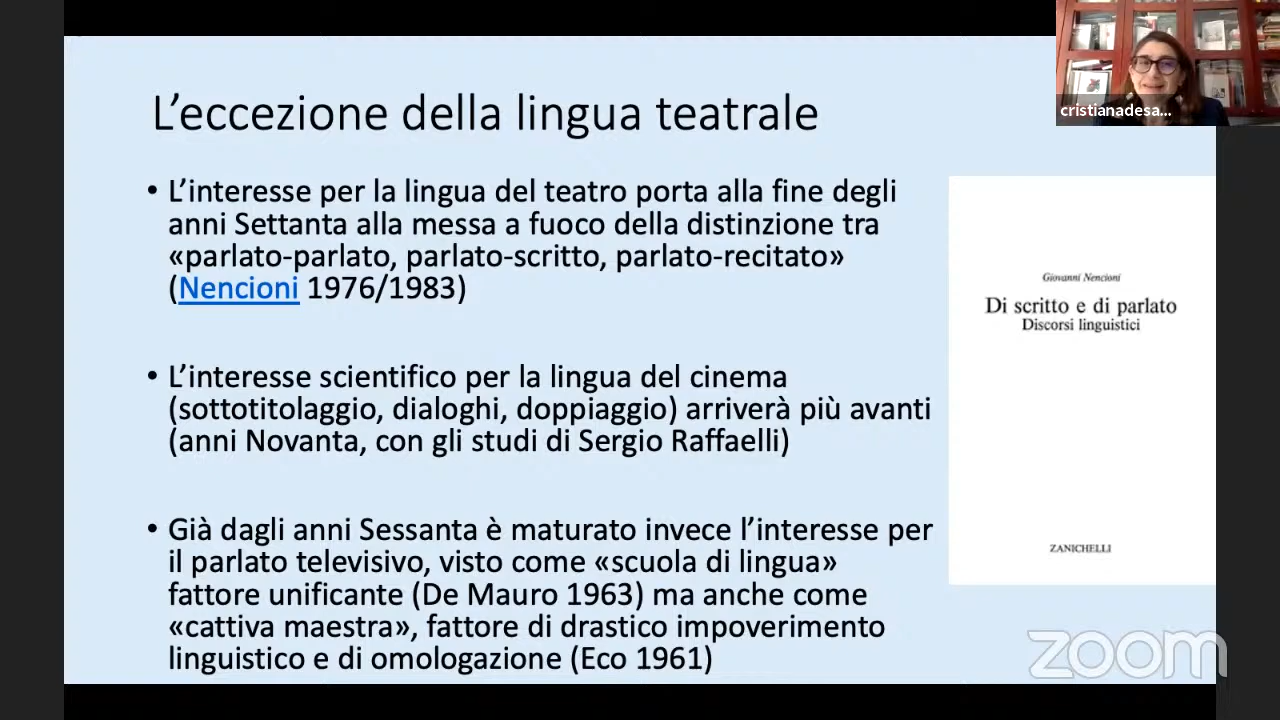 L'eccezione della lingua teatrale
• L'interesse per la lingua del teatro porta alla fine degli
anni Settanta alla messa a fuoco della distinzione tra
«parlato-parlato, parlato-scritto, parlato-recitato»
(Nencioni 1976/1983)
• L'interesse scientifico per la lingua del cinema
(sottotitolaggio, dialoghi, doppiaggio) arriverà più avanti
(anni Novanta, con gli studi di Sergio Raffaelli)
• Già dagli anni Sessanta è maturato invece l'interesse per
il parlato televisivo, visto come «scuola di lingua»
fattore unificante (De Mauro 1963) ma anche come
«cattiva maestra», fattore di drastico impoverimento
linguistico e di omologazione (Eco 1961)
cristianadesa...
Giovanni Nencioni
Di scritto e di parlato
Discorsi linguistici
ZANICHELLI
zoom